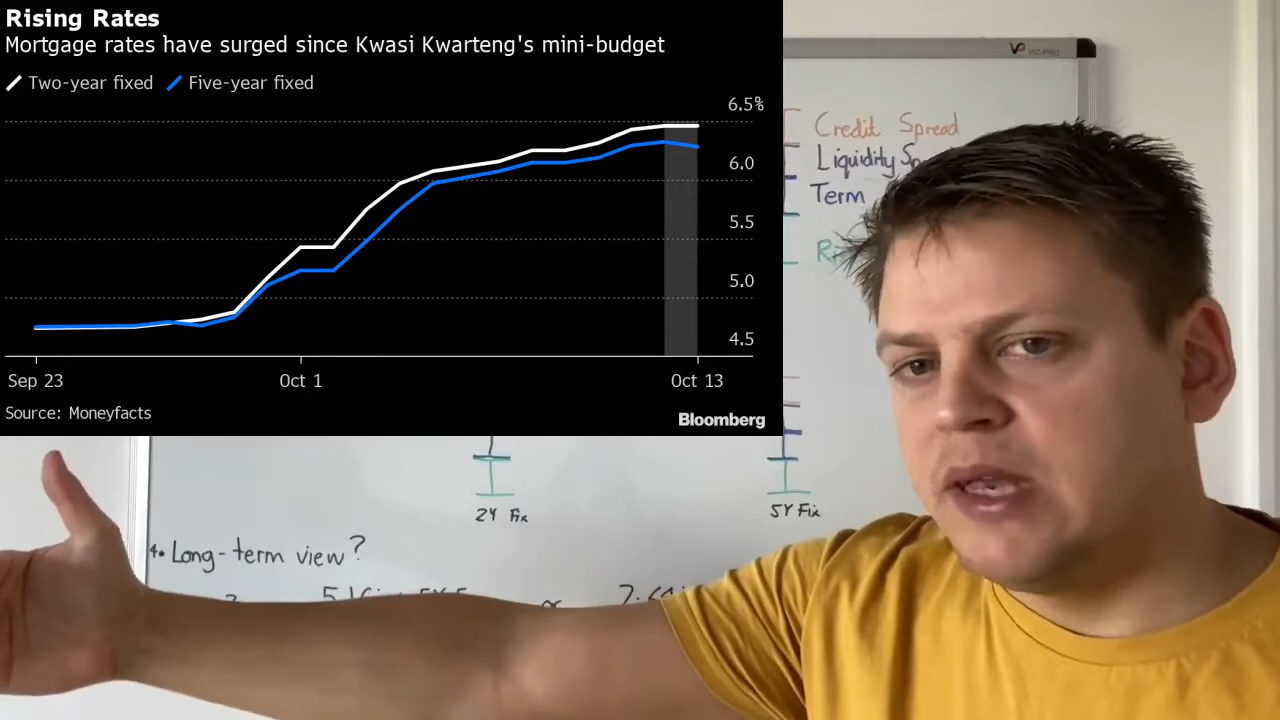 Rising Rates
Mortgage rates have surged since Kwasi Kwarteng's mini-budget
Two-year fixed Five-year fixed
6.5%
6.0
5.5
5.0
4.5
Sep 23 Oct 1 Oct 13
Source: Moneyfacts
Bloomberg
Credit Spread
Liquidity
Term
2Y Fix
5Y Fix
4. Long-term view?
or